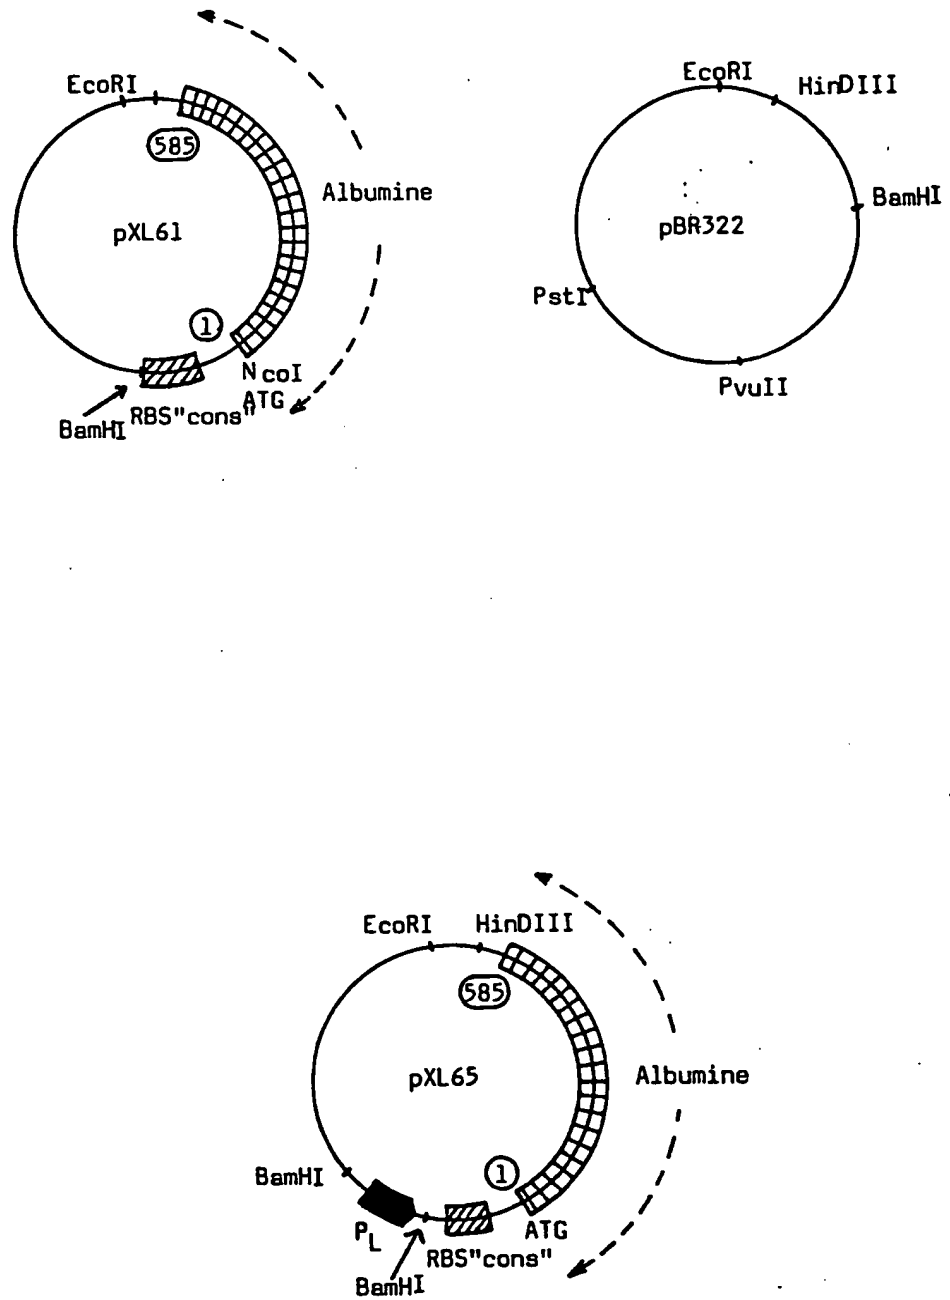 EcoRI
585
Albumine
pXL61
1
NcoI
ATG
RBS"cons"
BamHI
EcoRI
HinDIII
BamHI
pBR322
PstI
PvuII
EcoRI
HinDIII
585
pXL65
Albumine
BamHI
1
PL
ATG
RBS"cons"
BamHI